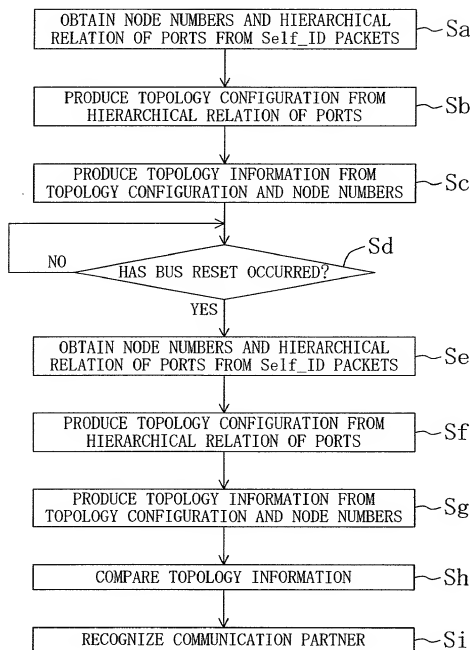 OBTAIN NODE NUMBERS AND HIERARCHICAL
RELATION OF PORTS FROM Self_ID PACKETS
Sa
PRODUCE TOPOLOGY CONFIGURATION FROM
HIERARCHICAL RELATION OF PORTS
Sb
PRODUCE TOPOLOGY INFORMATION FROM
TOPOLOGY CONFIGURATION AND NODE NUMBERS
Sc
Sd
NO
HAS BUS RESET OCCURRED?
YES
OBTAIN NODE NUMBERS AND HIERARCHICAL
RELATION OF PORTS FROM Self_ID PACKETS
Se
PRODUCE TOPOLOGY CONFIGURATION FROM
HIERARCHICAL RELATION OF PORTS
Sf
PRODUCE TOPOLOGY INFORMATION FROM
TOPOLOGY CONFIGURATION AND NODE NUMBERS
Sg
COMPARE TOPOLOGY INFORMATION
Sh
RECOGNIZE COMMUNICATION PARTNER
Si